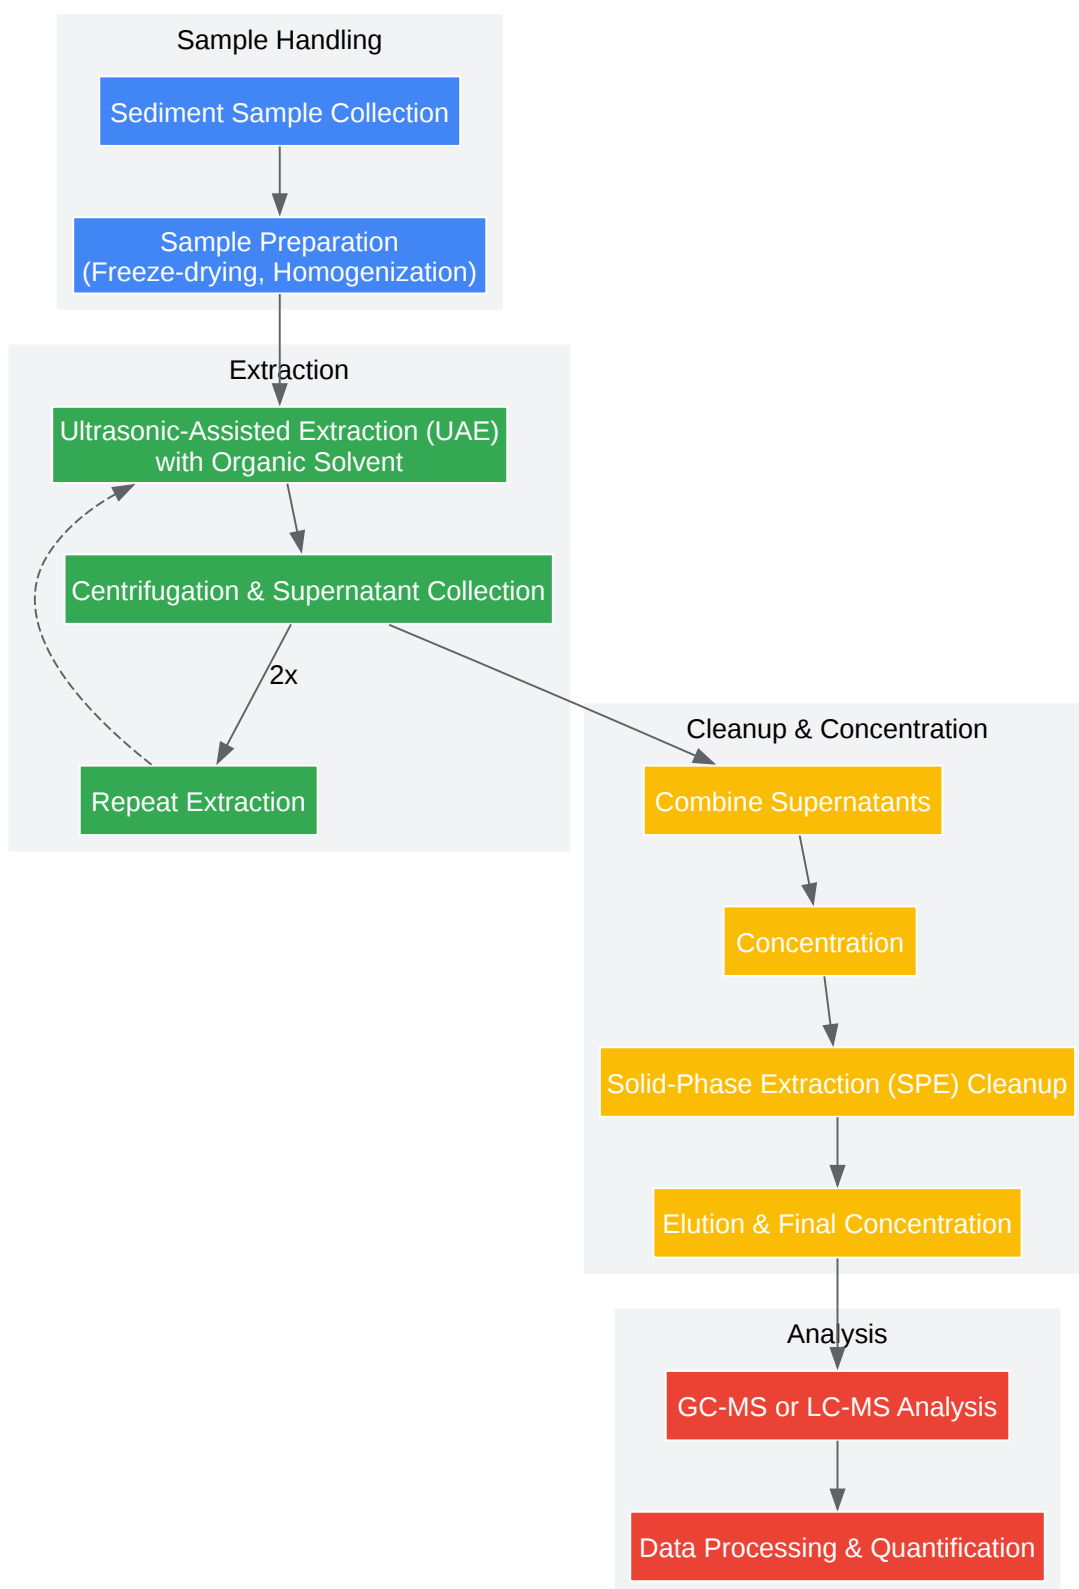 Sample Handling
Sediment Sample Collection
Sample Preparation
(Freeze-drying, Homogenization)
Extraction
Ultrasonic-Assisted Extraction (UAE)
with Organic Solvent
Centrifugation & Supernatant Collection
2x
Repeat Extraction
Cleanup & Concentration
Combine Supernatants
Concentration
Solid-Phase Extraction (SPE) Cleanup
Elution & Final Concentration
Analysis
GC-MS or LC-MS Analysis
Data Processing & Quantification